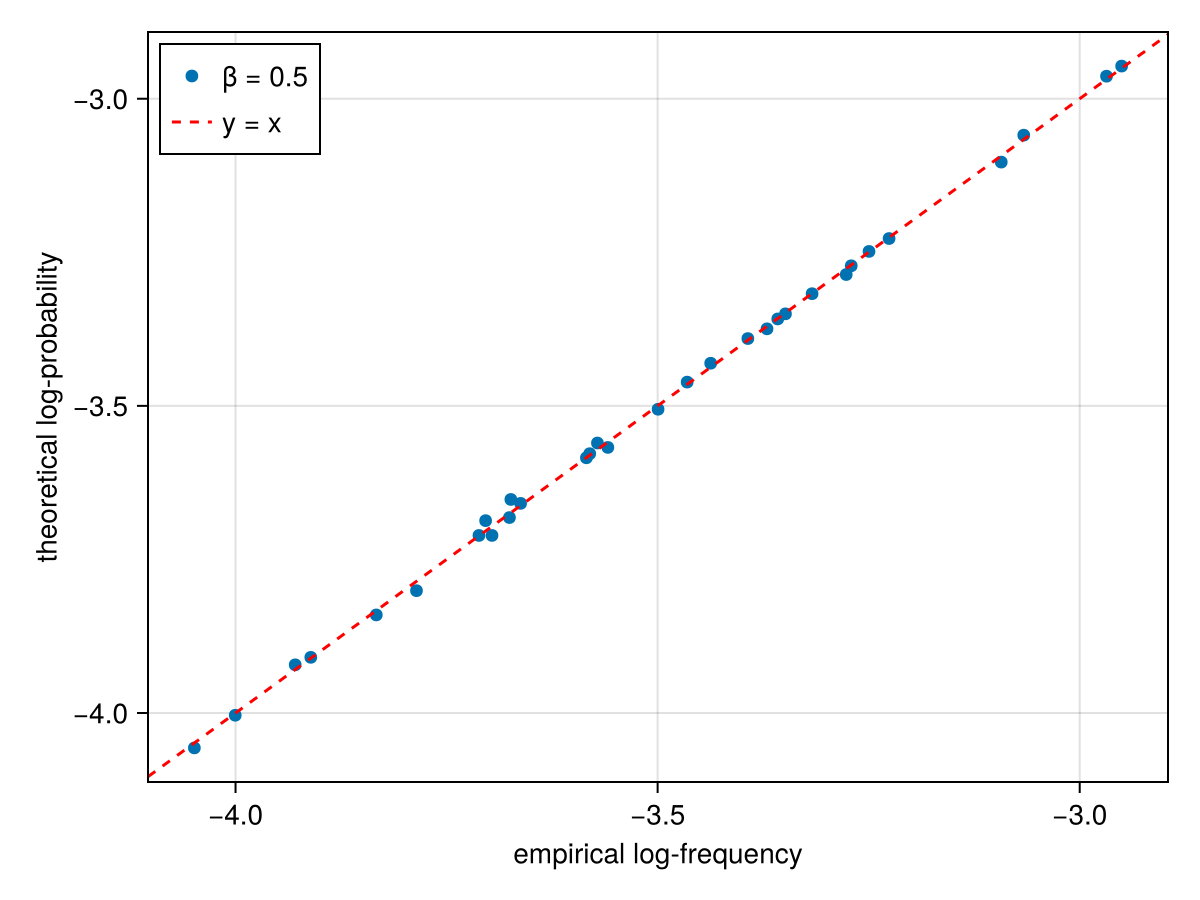 β = 0.5
y = x
−3.0
−3.5
−4.0
theoretical log-probability
−4.0
−3.5
−3.0
empirical log-frequency